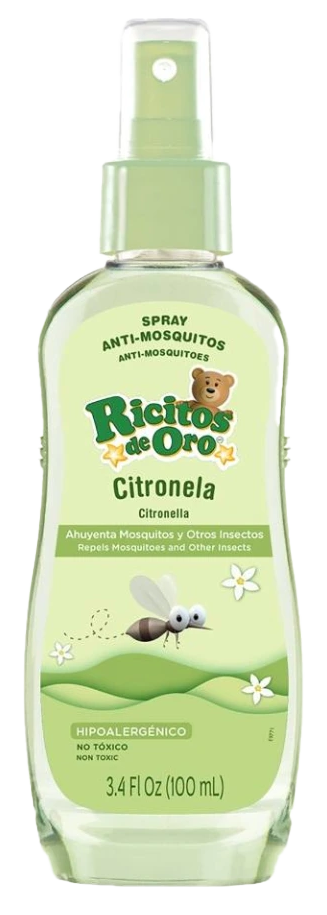 SPRAY
ANTI-MOSQUITOS
ANTI-MOSQUITOES
Ricitos
de Oro
Citronela
Citronella
Ahuyenta Mosquitos y Otros Insectos
Repels Mosquitoes and Other Insects
HIPOALERGÉNICO
NO TÓXICO
NON TOXIC
3.4 Fl Oz (100 mL)